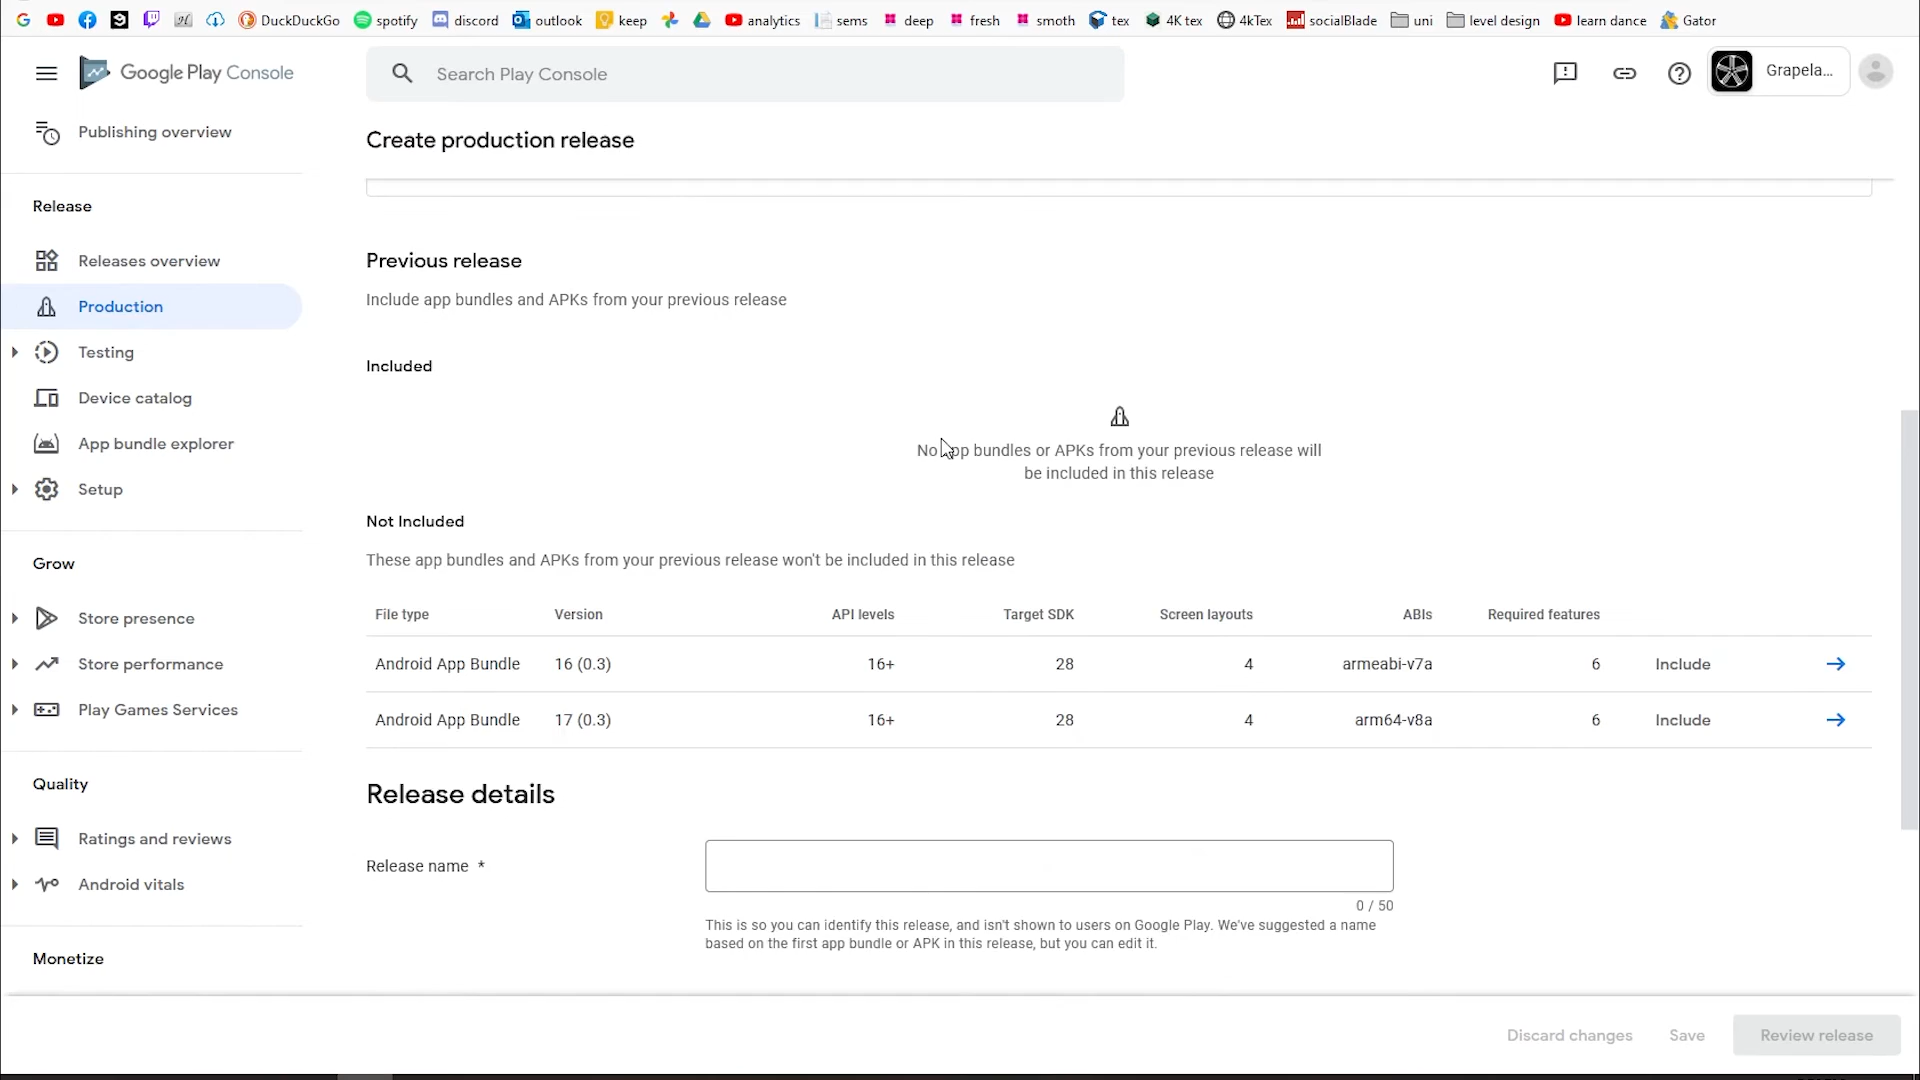 DuckDuckGo spotify discord outlook keep analytics sems deep fresh smoth tex 4K tex 4kTex socialBlade uni level design learn dance Gator
Google Play Console
Search Play Console
Grapela...
Publishing overview
Create production release
Release
Releases overview
Production
Testing
Device catalog
App bundle explorer
Setup
Grow
Store presence
Store performance
Play Games Services
Quality
Ratings and reviews
Android vitals
Monetize
Previous release
Include app bundles and APKs from your previous release
Included
No app bundles or APKs from your previous release will
be included in this release
Not Included
These app bundles and APKs from your previous release won't be included in this release
File type Version API levels Target SDK Screen layouts ABIs Required features
Android App Bundle 16 (0.3) 16+ 28 4 armeabi-v7a 6 Include
Android App Bundle 17 (0.3) 16+ 28 4 arm64-v8a 6 Include
Release details
Release name *
0 / 50
This is so you can identify this release, and isn't shown to users on Google Play. We've suggested a name
based on the first app bundle or APK in this release, but you can edit it.
Discard changes Save Review release